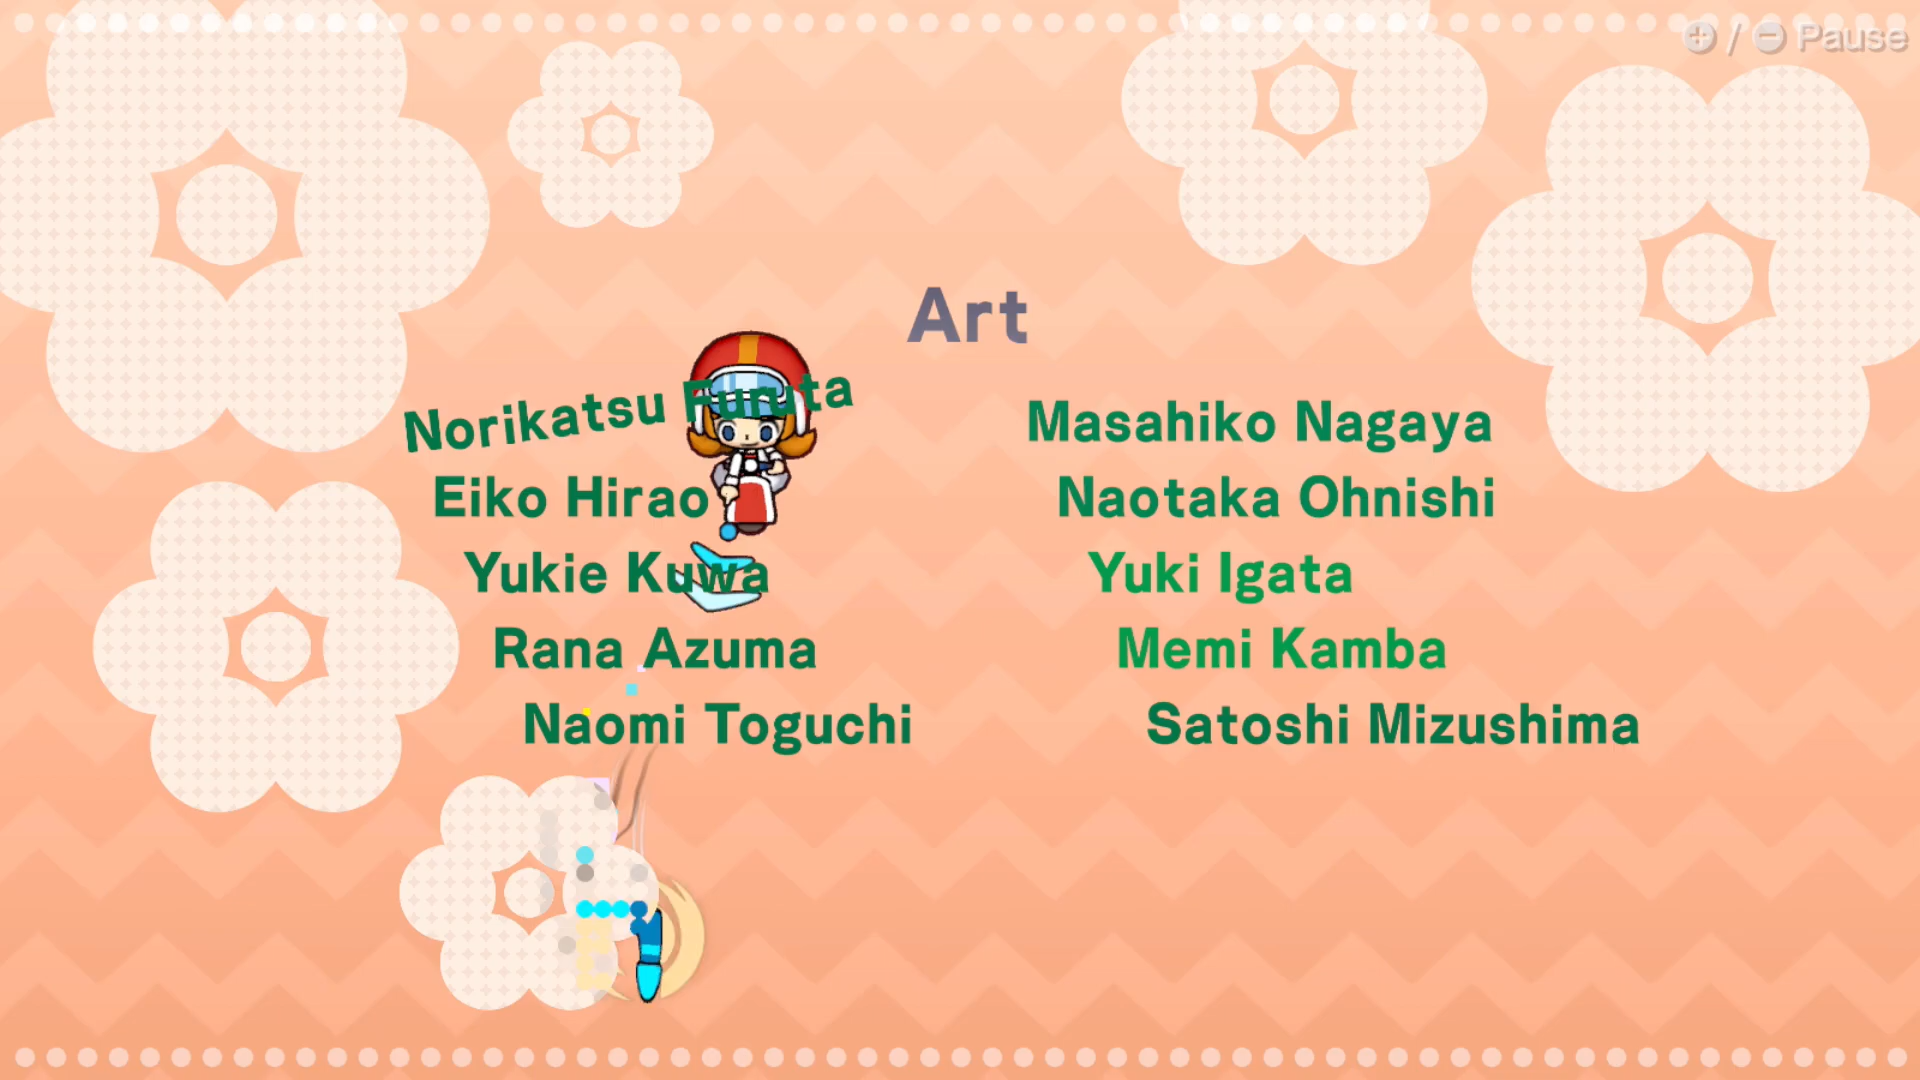 + / - Pause
Art
Norikatsu Furuta
Masahiko Nagaya
Eiko Hirao
Naotaka Ohnishi
Yukie Kuwa
Yuki Igata
Rana Azuma
Memi Kamba
Naomi Toguchi
Satoshi Mizushima